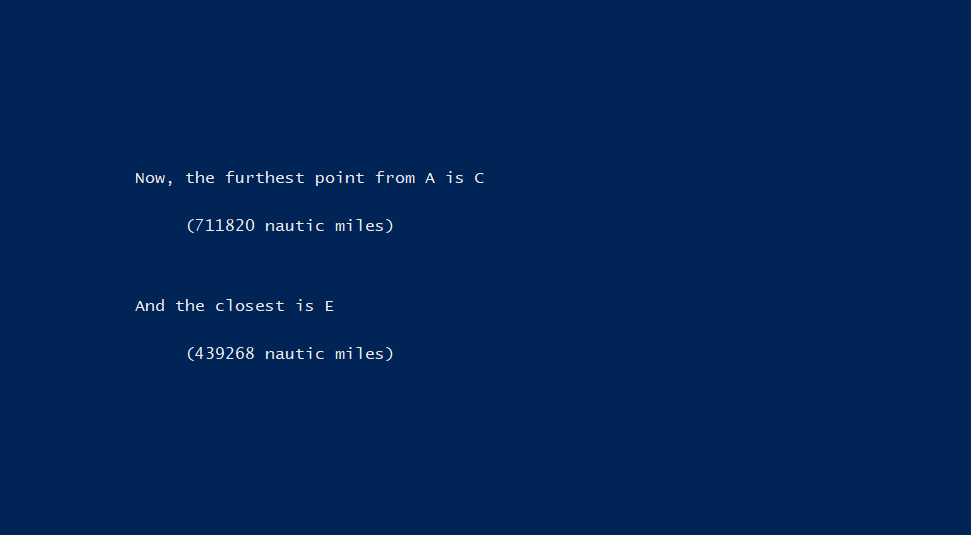 Now, the furthest point from A is C
(711820 nautic miles)
And the closest is E
(439268 nautic miles)